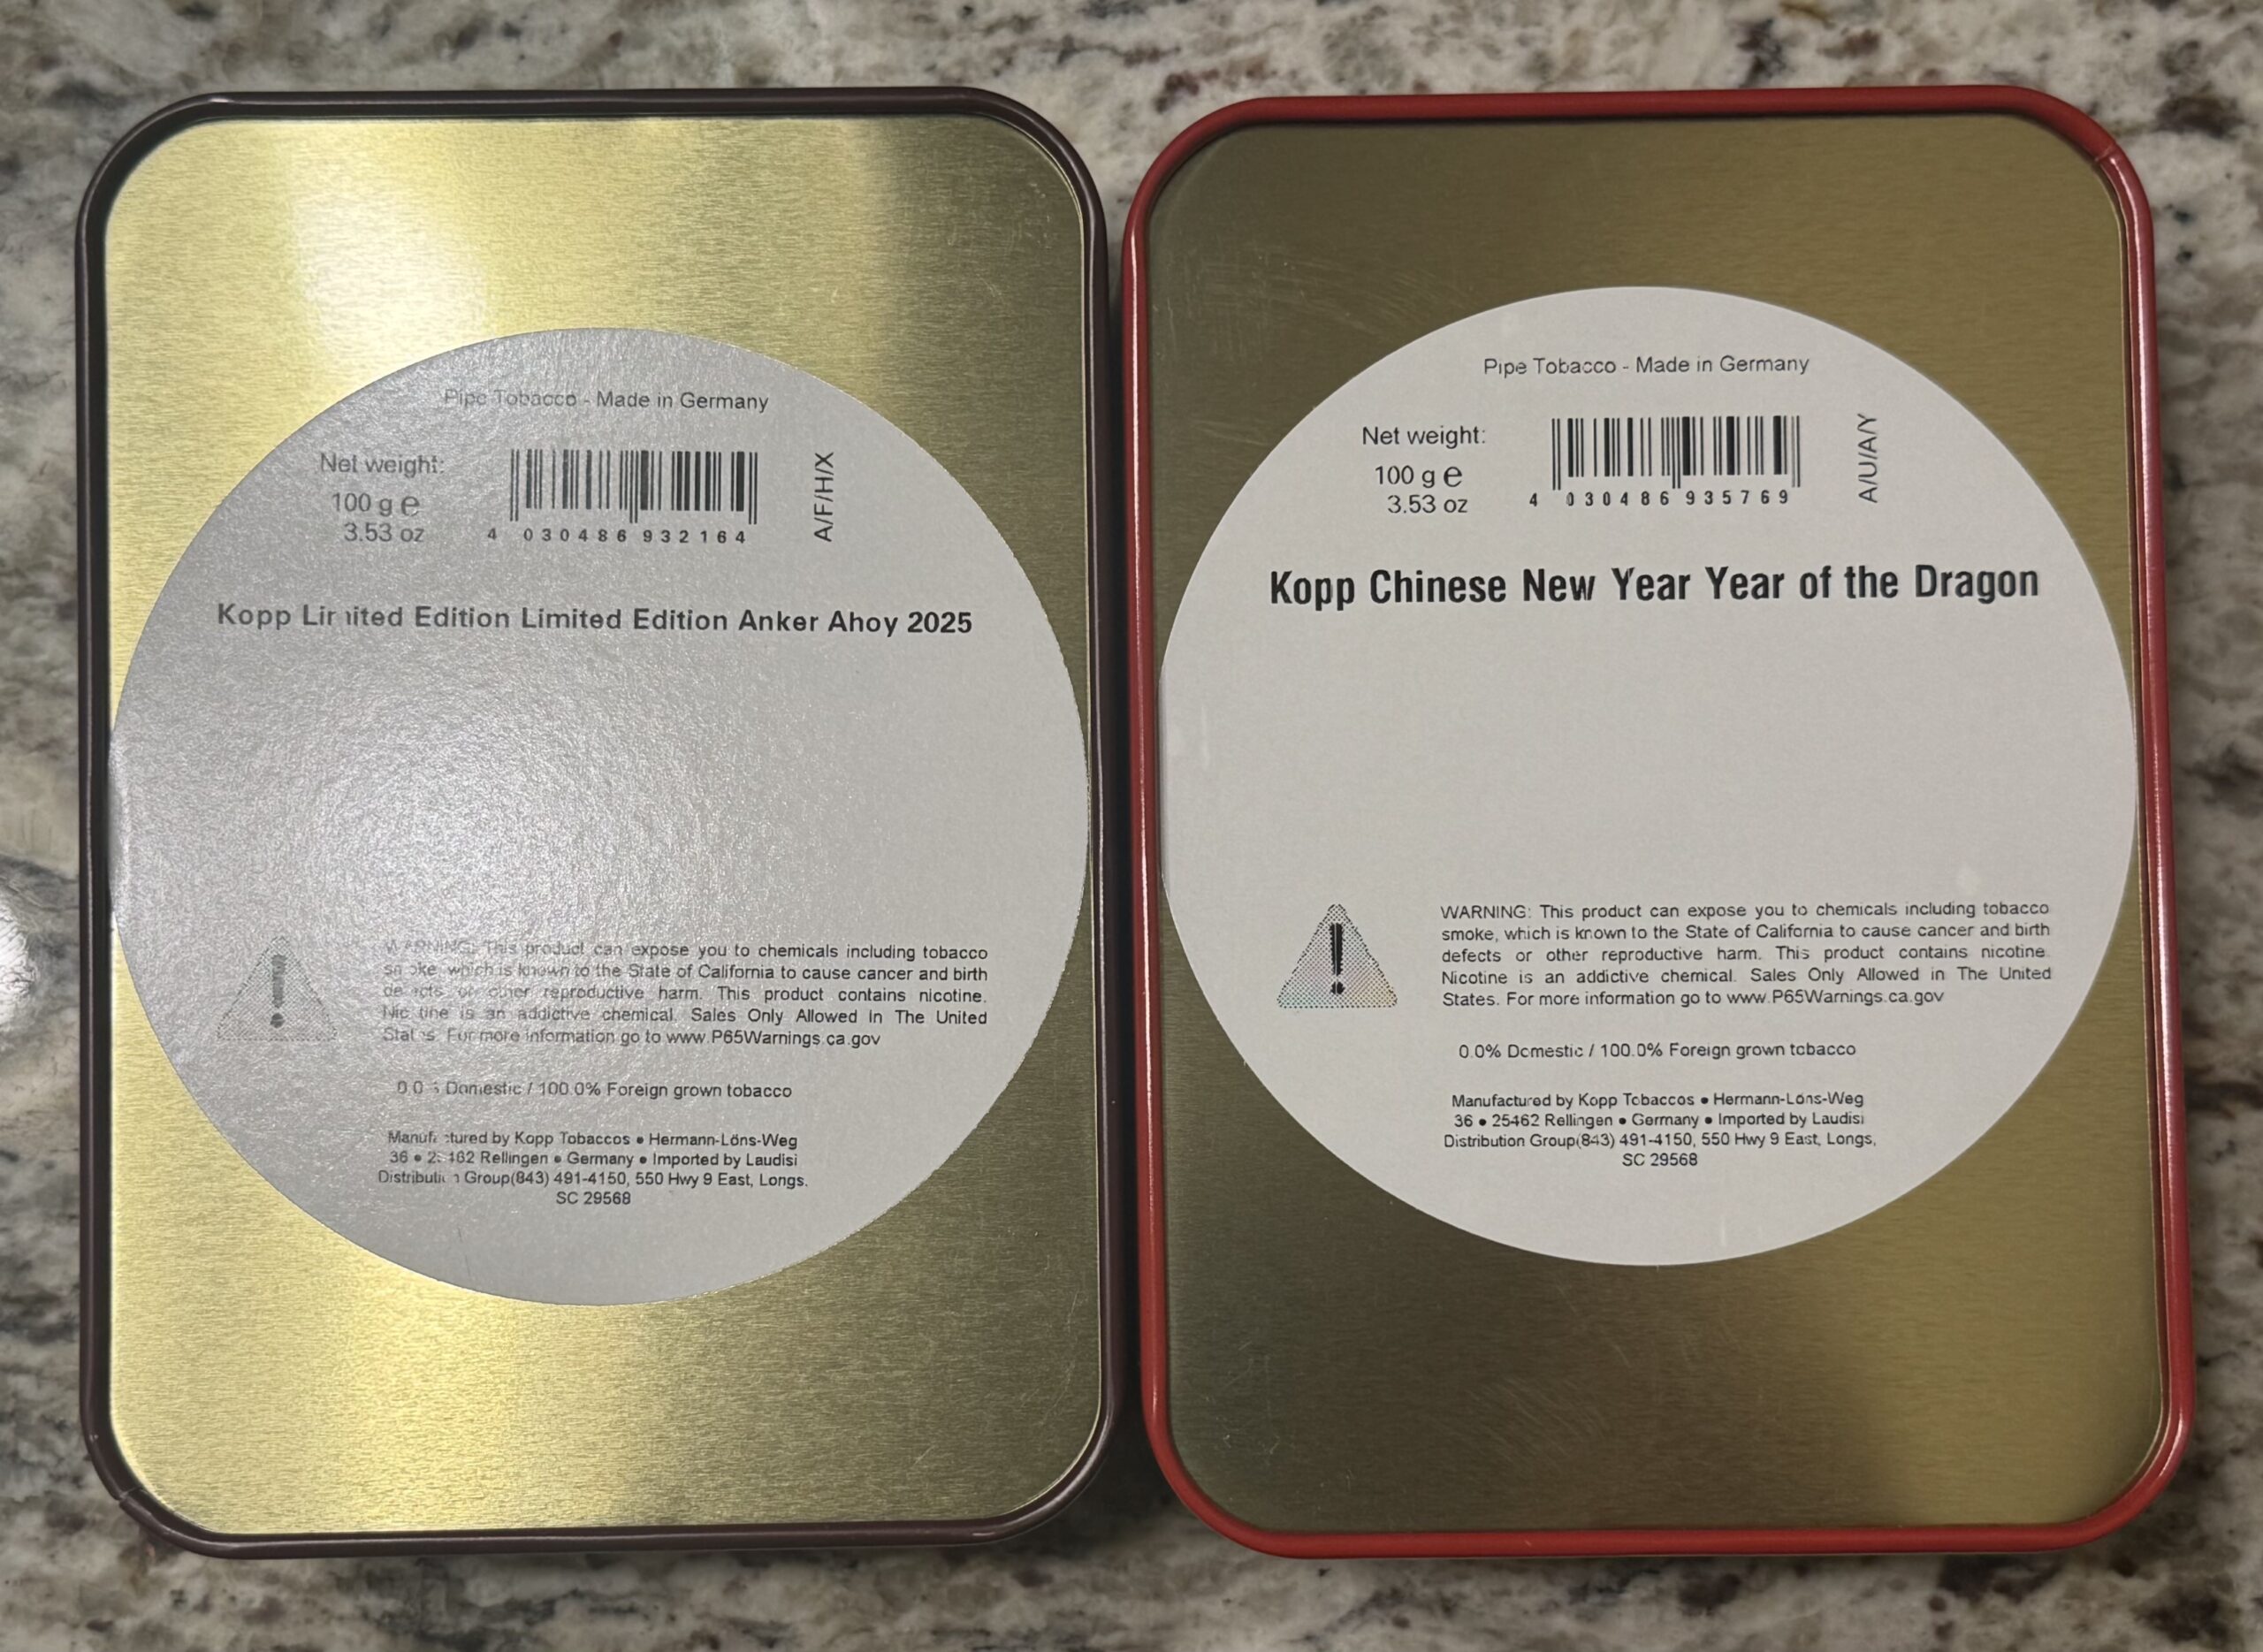 Pipe Tobacco - Made in Germany
Net weight:
100 g e
3.53 oz
4 030486 932164
A/F/H/X
Kopp Limited Edition Limited Edition Anker Ahoy 2025
WARNING: This product can expose you to chemicals including tobacco
smoke, which is known to the State of California to cause cancer and birth
defects or other reproductive harm. This product contains nicotine.
Nicotine is an addictive chemical. Sales Only Allowed In The United
States. For more information go to www.P65Warnings.ca.gov
0.0% Domestic / 100.0% Foreign grown tobacco
Manufactured by Kopp Tobaccos • Hermann-Löns-Weg
36 • 25462 Rellingen • Germany • Imported by Laudisi
Distribution Group(843) 491-4150, 550 Hwy 9 East, Longs.
SC 29568
Pipe Tobacco - Made in Germany
Net weight:
100 g e
3.53 oz
4 030486 935769
A/U/A/Y
Kopp Chinese New Year Year of the Dragon
WARNING: This product can expose you to chemicals including tobacco
smoke, which is known to the State of California to cause cancer and birth
defects or other reproductive harm. This product contains nicotine.
Nicotine is an addictive chemical. Sales Only Allowed in The United
States. For more information go to www.P65Warnings.ca.gov
0.0% Domestic / 100.0% Foreign grown tobacco
Manufactured by Kopp Tobaccos • Hermann-Löns-Weg
36 • 25462 Rellingen • Germany • Imported by Laudisi
Distribution Group(843) 491-4150, 550 Hwy 9 East, Longs,
SC 29568